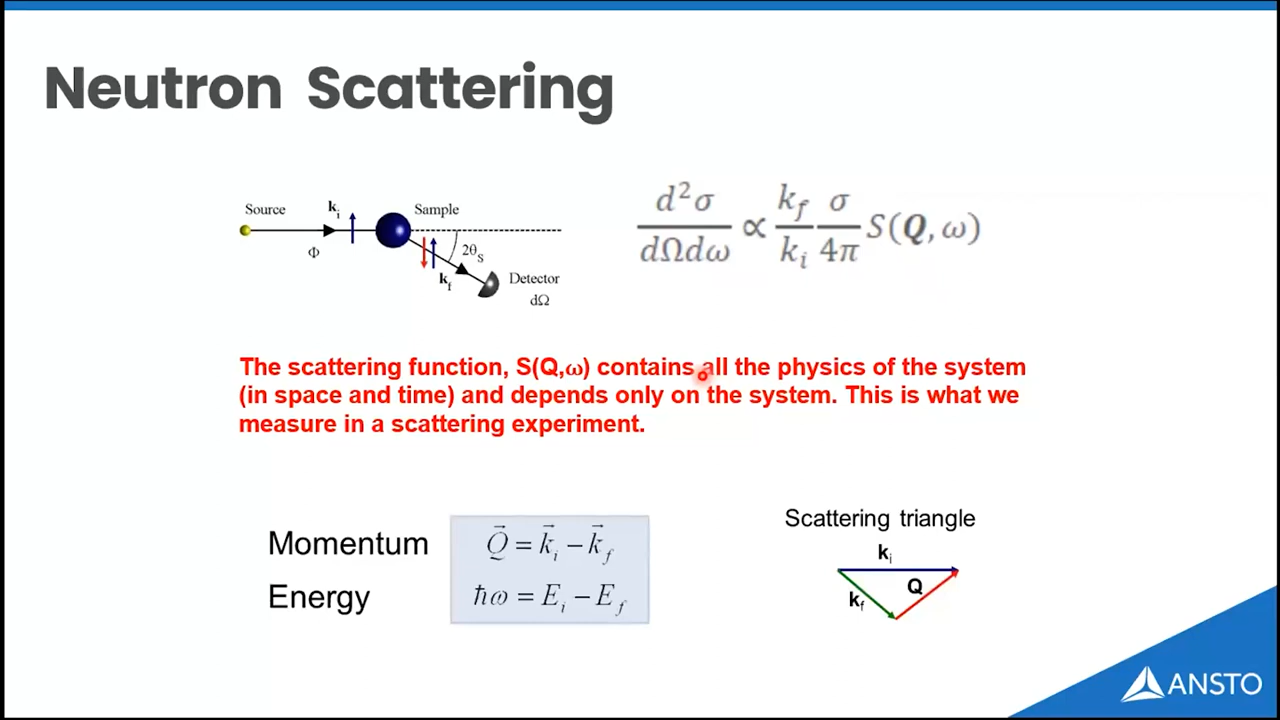 Neutron Scattering
Source
k_i
Sample
Φ
2θ_s
k_f
Detector
dΩ
d²σ/dΩdω ∝ k_f/k_i σ/4π S(Q, ω)
The scattering function, S(Q,ω) contains all the physics of the system
(in space and time) and depends only on the system. This is what we
measure in a scattering experiment.
Momentum
Q⃗ = k⃗_i − k⃗_f
Energy
ħω = E_i − E_f
Scattering triangle
k_i
Q
k_f
ANSTO